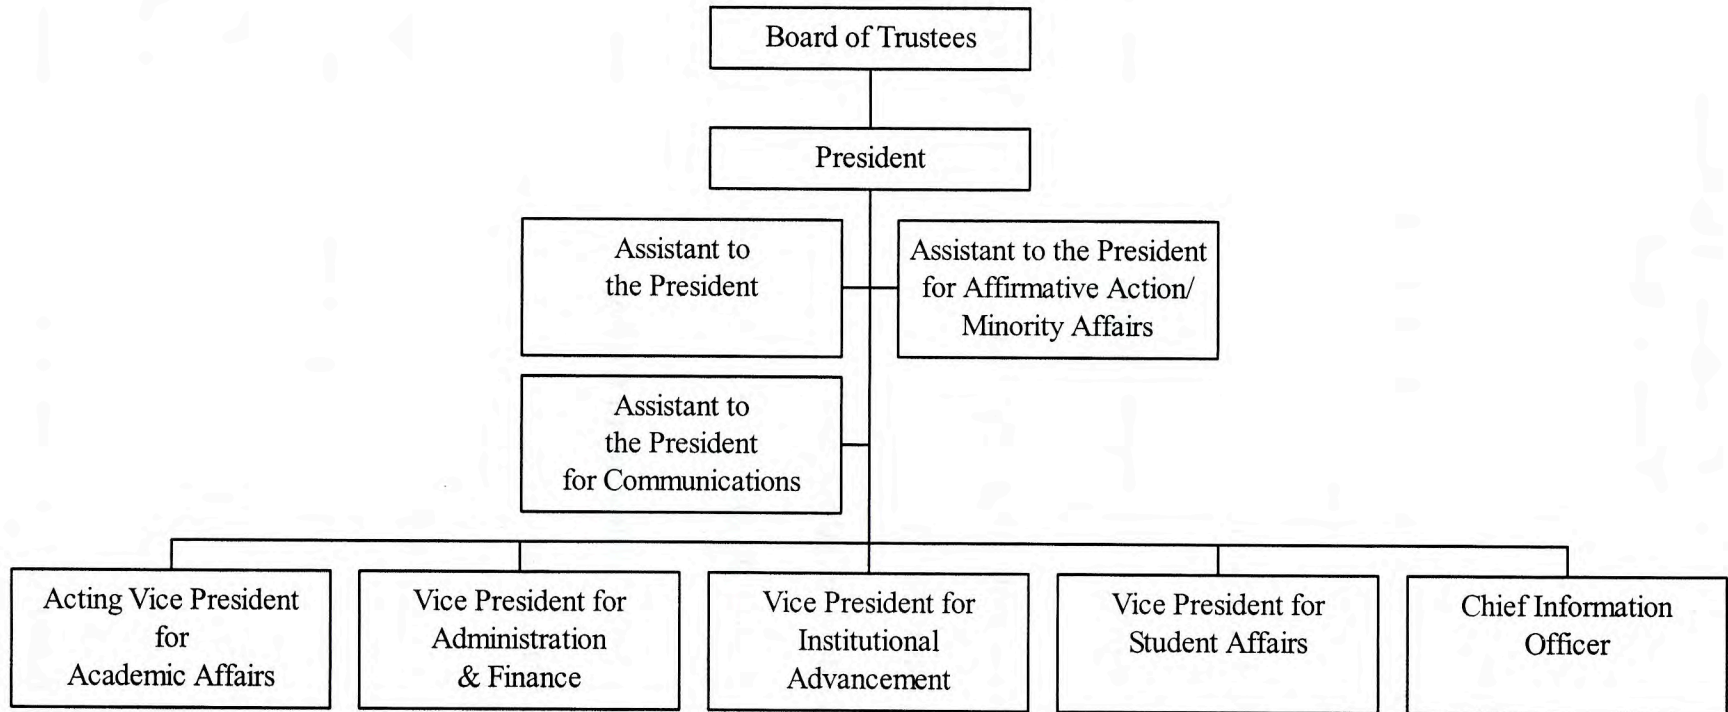 Board of Trustees
President
Assistant to
the President
Assistant to the President
for Affirmative Action/
Minority Affairs
Assistant to
the President
for Communications
Acting Vice President
for
Academic Affairs
Vice President for
Administration
& Finance
Vice President for
Institutional
Advancement
Vice President for
Student Affairs
Chief Information
Officer